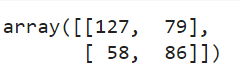 array([[127,  79],
       [ 58,  86]])